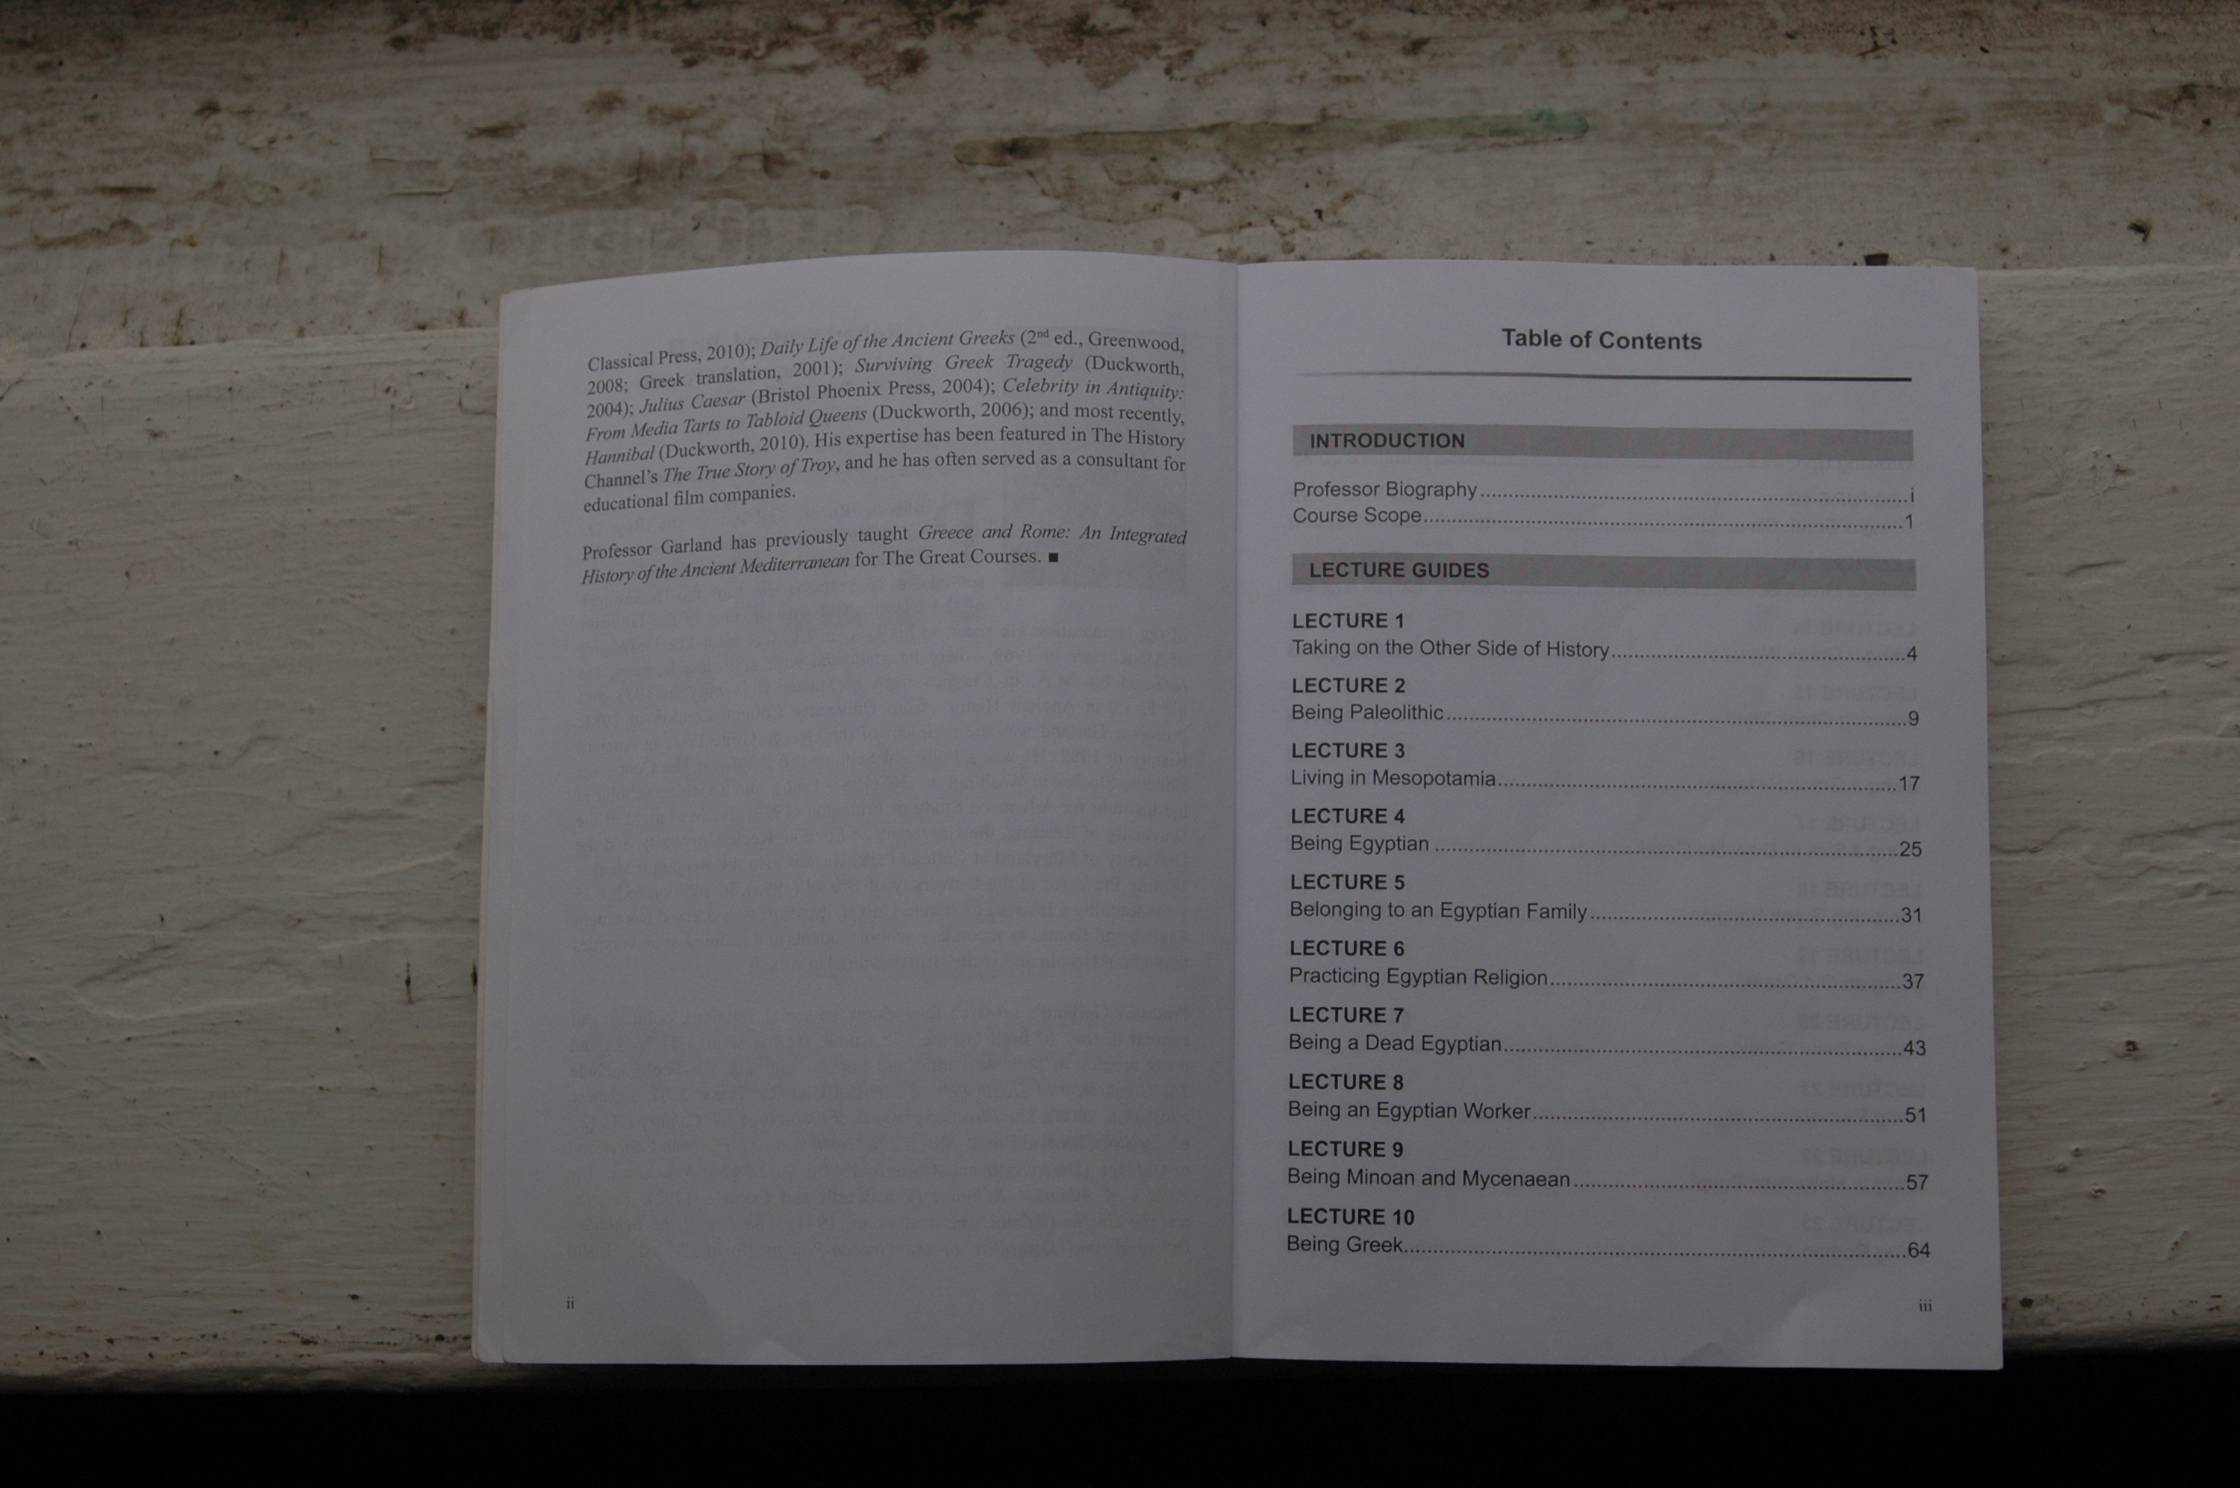 Classical Press, 2010); Daily Life of the Ancient Greeks (2nd ed., Greenwood,
2008; Greek translation, 2001); Surviving Greek Tragedy (Duckworth,
2004); Julius Caesar (Bristol Phoenix Press, 2004); Celebrity in Antiquity:
From Media Tarts to Tabloid Queens (Duckworth, 2006); and most recently,
Hannibal (Duckworth, 2010). His expertise has been featured in The History
Channel's The True Story of Troy, and he has often served as a consultant for
educational film companies.
Professor Garland has previously taught Greece and Rome: An Integrated
History of the Ancient Mediterranean for The Great Courses. ■
ii
Table of Contents
INTRODUCTION
Professor Biography.....i
Course Scope.....1
LECTURE GUIDES
LECTURE 1
Taking on the Other Side of History.....4
LECTURE 2
Being Paleolithic.....9
LECTURE 3
Living in Mesopotamia.....17
LECTURE 4
Being Egyptian .....25
LECTURE 5
Belonging to an Egyptian Family.....31
LECTURE 6
Practicing Egyptian Religion.....37
LECTURE 7
Being a Dead Egyptian.....43
LECTURE 8
Being an Egyptian Worker.....51
LECTURE 9
Being Minoan and Mycenaean.....57
LECTURE 10
Being Greek.....64
iii